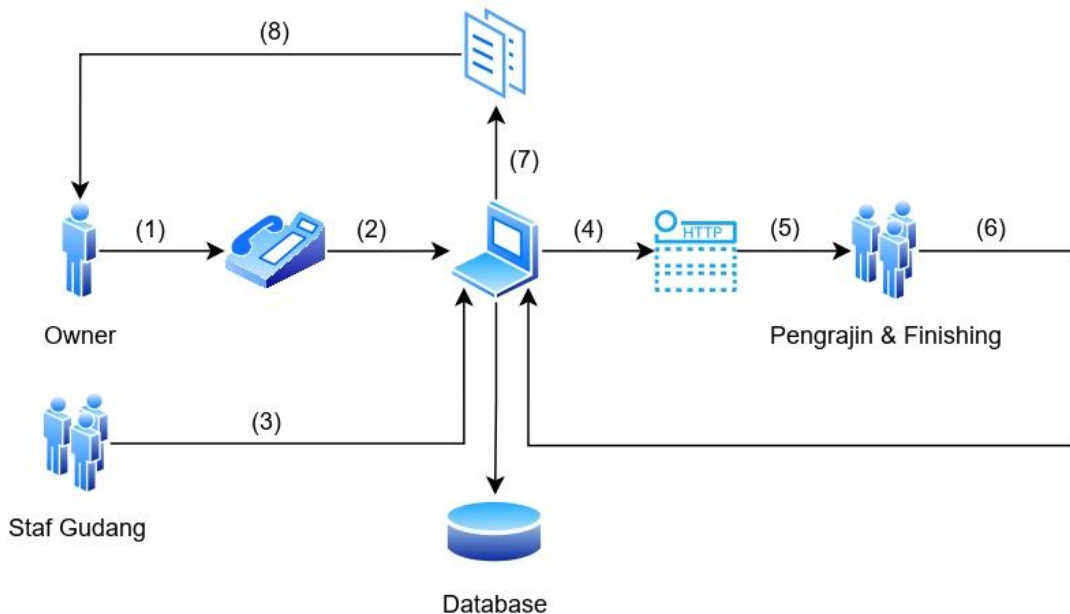 (8)
(7)
(1)
(2)
(4)
HTTP
(5)
(6)
Owner
Pengrajin & Finishing
(3)
Staf Gudang
Database